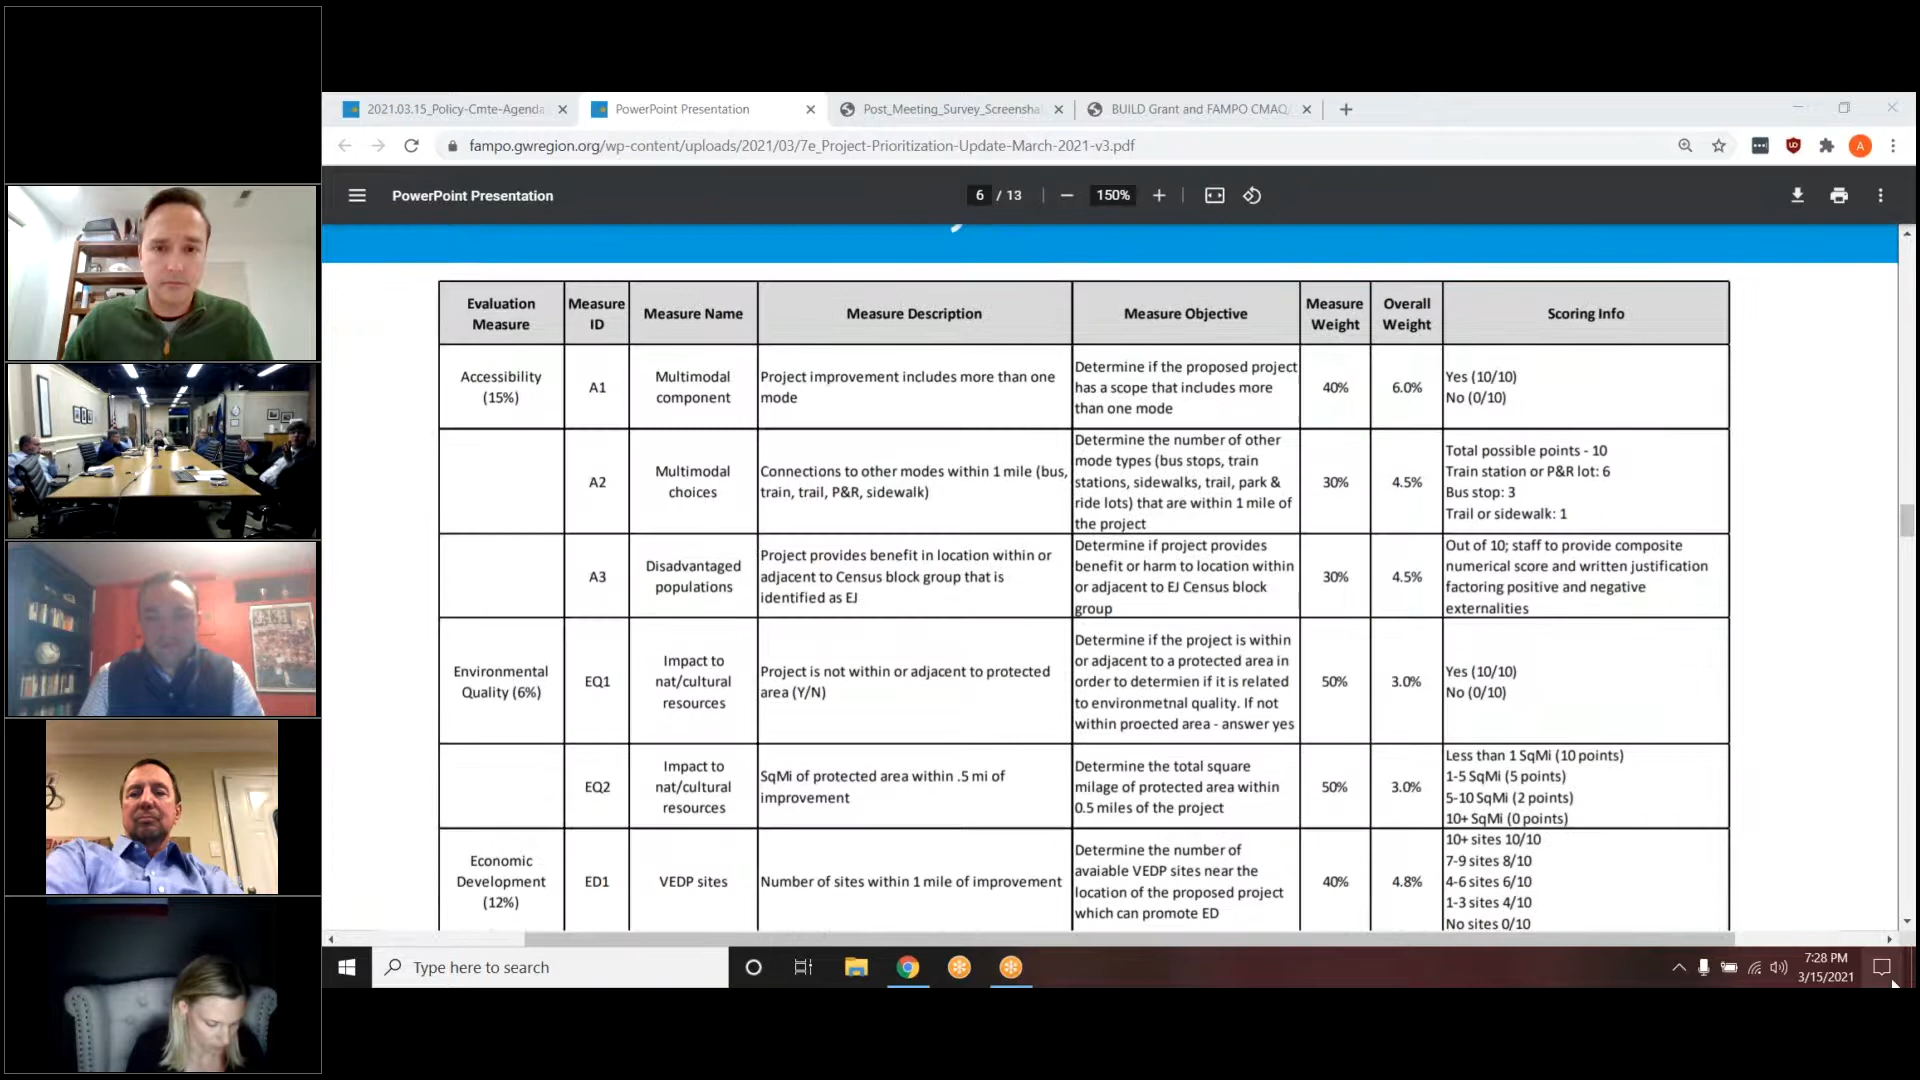 2021.03.15_Policy-Cmte-Agenda
PowerPoint Presentation
Post_Meeting_Survey_Screensha
BUILD Grant and FAMPO CMAQ/
fampo.gwregion.org/wp-content/uploads/2021/03/7e_Project-Prioritization-Update-March-2021-v3.pdf
A
PowerPoint Presentation
6 / 13
150%
Evaluation
Measure
Measure
ID
Measure Name
Measure Description
Measure Objective
Measure
Weight
Overall
Weight
Scoring Info
Accessibility
(15%)
A1
Multimodal
component
Project improvement includes more than one
mode
Determine if the proposed project
has a scope that includes more
than one mode
40%
6.0%
Yes (10/10)
No (0/10)
A2
Multimodal
choices
Connections to other modes within 1 mile (bus,
train, trail, P&R, sidewalk)
Determine the number of other
mode types (bus stops, train
stations, sidewalks, trail, park &
ride lots) that are within 1 mile of
the project
30%
4.5%
Total possible points - 10
Train station or P&R lot: 6
Bus stop: 3
Trail or sidewalk: 1
A3
Disadvantaged
populations
Project provides benefit in location within or
adjacent to Census block group that is
identified as EJ
Determine if project provides
benefit or harm to location within
or adjacent to EJ Census block
group
30%
4.5%
Out of 10; staff to provide composite
numerical score and written justification
factoring positive and negative
externalities
Environmental
Quality (6%)
EQ1
Impact to
nat/cultural
resources
Project is not within or adjacent to protected
area (Y/N)
Determine if the project is within
or adjacent to a protected area in
order to determien if it is related
to environmetnal quality. If not
within proected area - answer yes
50%
3.0%
Yes (10/10)
No (0/10)
EQ2
Impact to
nat/cultural
resources
SqMi of protected area within .5 mi of
improvement
Determine the total square
milage of protected area within
0.5 miles of the project
50%
3.0%
Less than 1 SqMi (10 points)
1-5 SqMi (5 points)
5-10 SqMi (2 points)
10+ SqMi (0 points)
Economic
Development
(12%)
ED1
VEDP sites
Number of sites within 1 mile of improvement
Determine the number of
avaiable VEDP sites near the
location of the proposed project
which can promote ED
40%
4.8%
10+ sites 10/10
7-9 sites 8/10
4-6 sites 6/10
1-3 sites 4/10
No sites 0/10
Type here to search
7:28 PM
3/15/2021